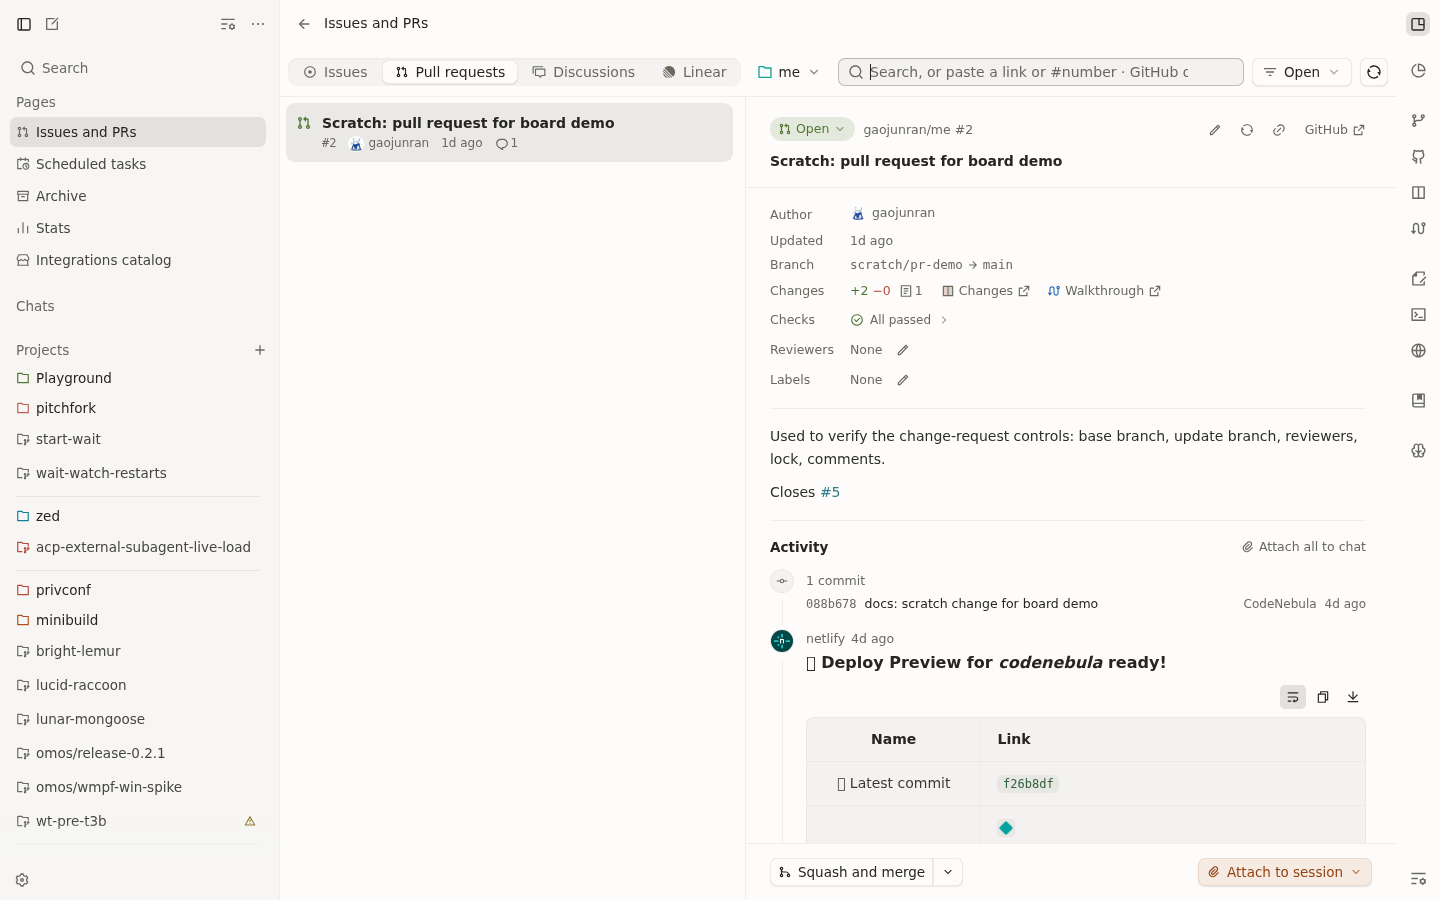 Issues and PRs
Search
Pages
Issues and PRs
Scheduled tasks
Archive
Stats
Integrations catalog
Chats
Projects
Playground
pitchfork
start-wait
wait-watch-restarts
zed
acp-external-subagent-live-load
privconf
minibuild
bright-lemur
lucid-raccoon
lunar-mongoose
omos/release-0.2.1
omos/wmpf-win-spike
wt-pre-t3b
Issues
Pull requests
Discussions
Linear
me
Search, or paste a link or #number · GitHub c
Open
Scratch: pull request for board demo
#2 gaojunran 1d ago 1
Open gaojunran/me #2 GitHub
Scratch: pull request for board demo
Author gaojunran
Updated 1d ago
Branch scratch/pr-demo → main
Changes +2 −0 1 Changes Walkthrough
Checks All passed
Reviewers None
Labels None
Used to verify the change-request controls: base branch, update branch, reviewers,
lock, comments.
Closes #5
Activity Attach all to chat
1 commit
088b678 docs: scratch change for board demo CodeNebula 4d ago
netlify 4d ago
Deploy Preview for codenebula ready!
Name Link
Latest commit f26b8df
Squash and merge
Attach to session